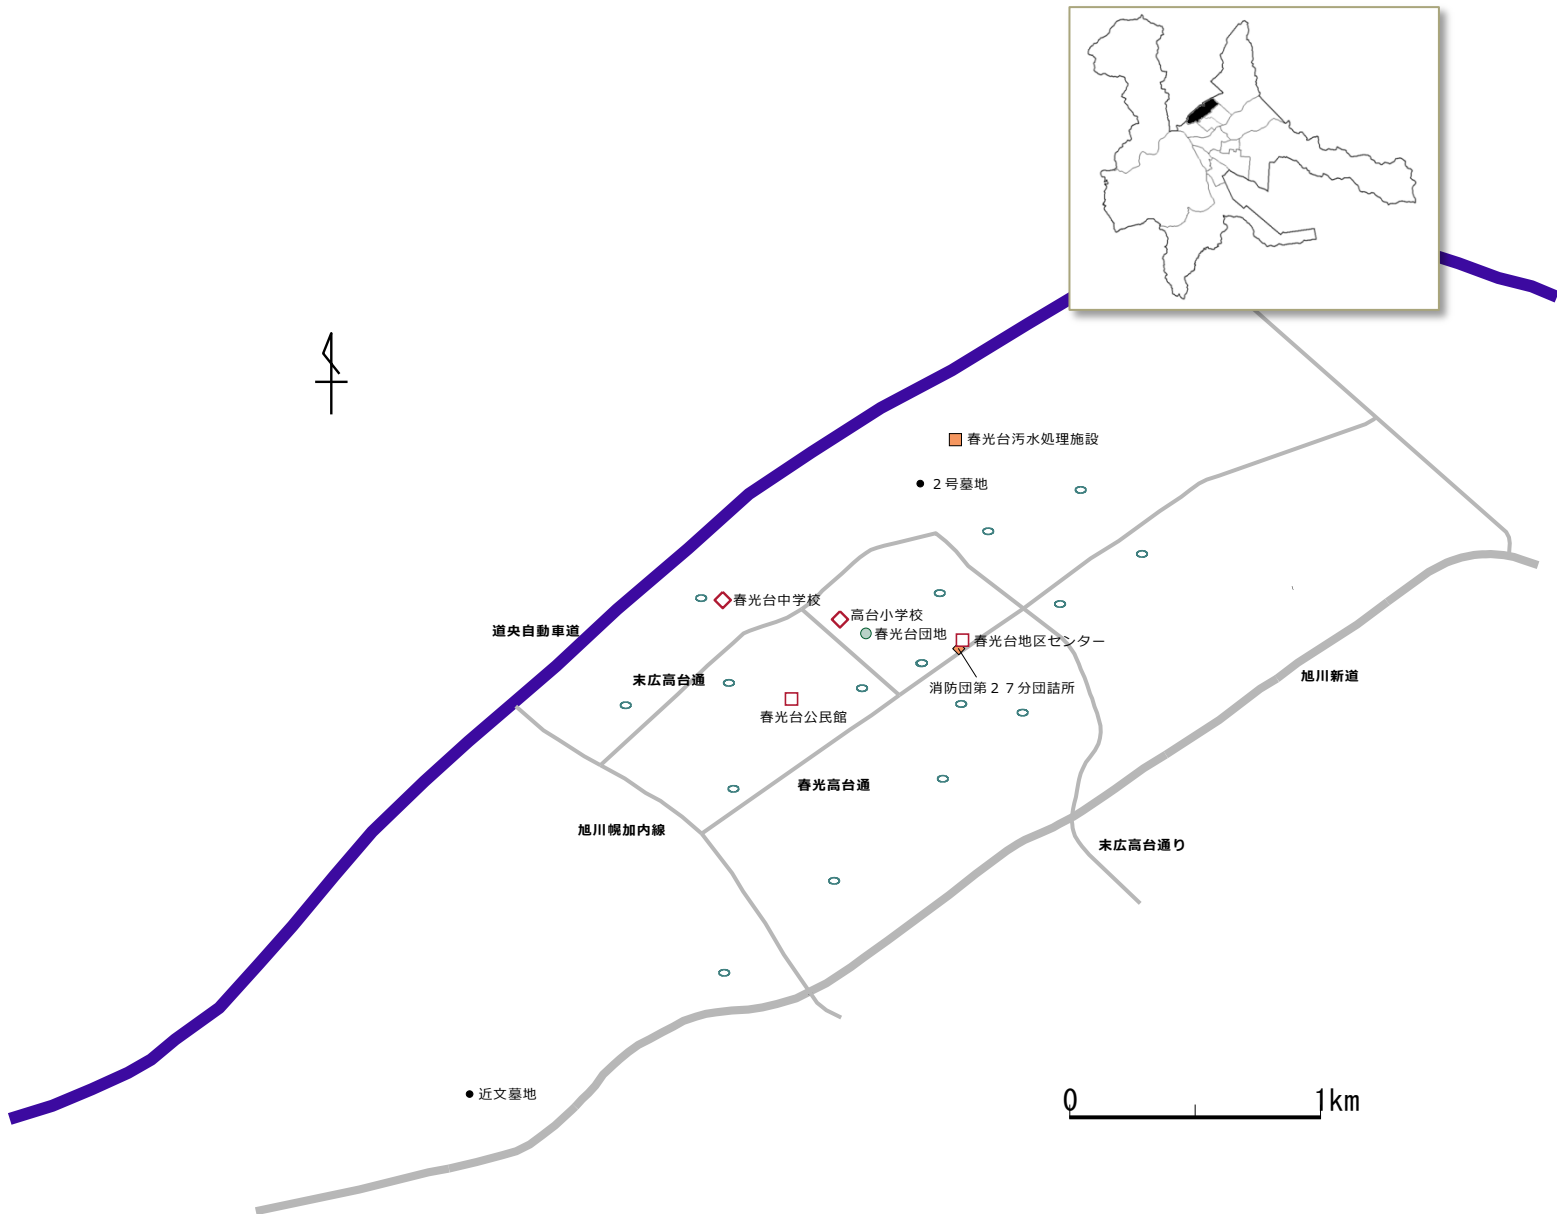 春光台汚水処理施設
２号墓地
春光台中学校
高台小学校
道央自動車道
春光台団地
春光台地区センター
末広高台通
旭川新道
消防団第２７分団詰所
春光台公民館
春光高台通
旭川幌加内線
末広高台通り
近文墓地
0
1km